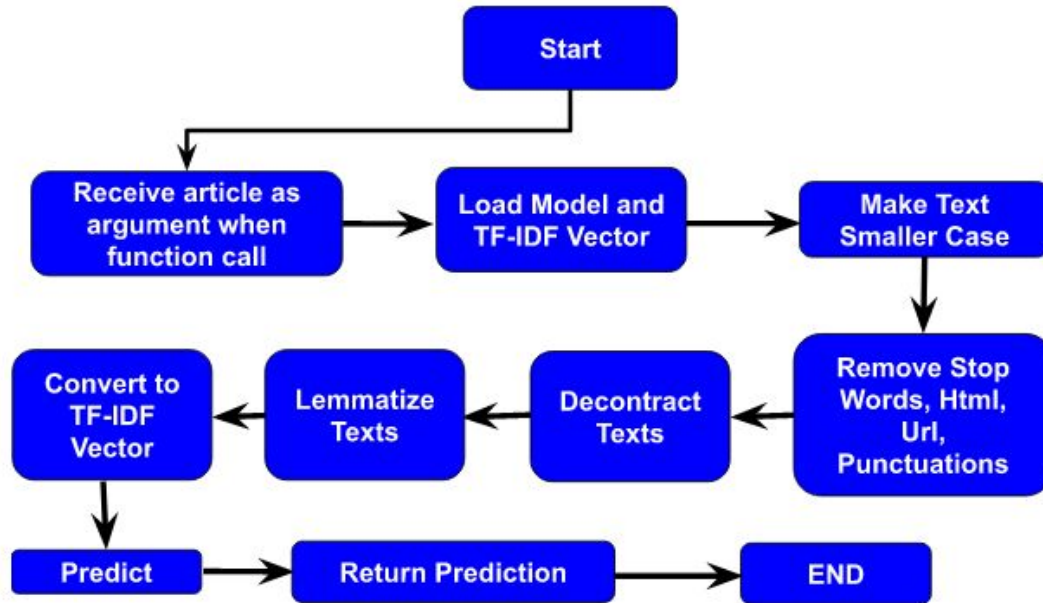 Start
Receive article as
argument when
function call
Load Model and
TF-IDF Vector
Make Text
Smaller Case
Remove Stop
Words, Html,
Url,
Punctuations
Decontract
Texts
Lemmatize
Texts
Convert to
TF-IDF
Vector
Predict
Return Prediction
END